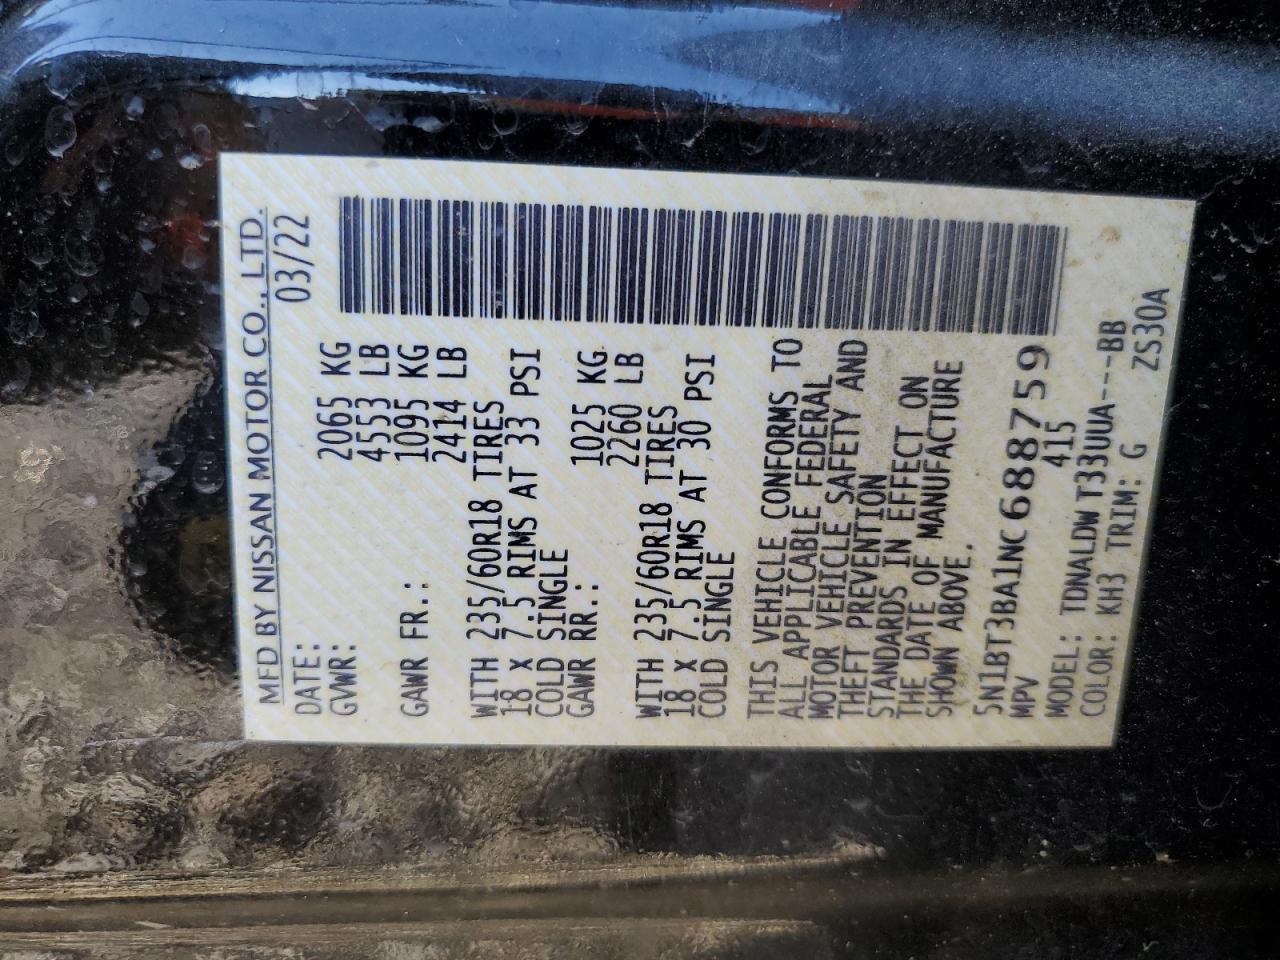 MFD BY NISSAN MOTOR CO., LTD.
DATE: 03/22
GVWR: 2065 KG
4553 LB
GAWR FR.: 1095 KG
2414 LB
WITH 235/60R18 TIRES
18 X 7.5 RIMS AT 33 PSI
COLD SINGLE
GAWR RR.: 1025 KG
2260 LB
WITH 235/60R18 TIRES
18 X 7.5 RIMS AT 30 PSI
COLD SINGLE
THIS VEHICLE CONFORMS TO
ALL APPLICABLE FEDERAL
MOTOR VEHICLE SAFETY AND
THEFT PREVENTION
STANDARDS IN EFFECT ON
THE DATE OF MANUFACTURE
SHOWN ABOVE.
5N1BT3BA1NC688759
MPV 415
MODEL: TDNALDW T33UUA---BB
COLOR: KH3 TRIM: G ZS30A